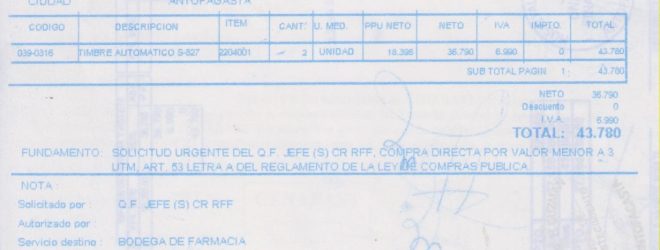 CIUDAD ANTOFAGASTA
CODIGO DESCRIPCION ITEM CANT. U. MED. PPU NETO NETO IVA IMPTO. TOTAL
039-0316 TIMBRE AUTOMATICO S-827 2204001 2 UNIDAD 18.395 36.790 6.990 0 43.780
SUB TOTAL PAGIN 1: 43.780
NETO 36.790
Descuento 0
I.V.A. 6.990
TOTAL: 43.780
FUNDAMENTO: SOLICITUD URGENTE DEL Q.F. JEFE (S) CR RFF, COMPRA DIRECTA POR VALOR MENOR A 3
UTM, ART. 53 LETRA A DEL REGLAMENTO DE LA LEY DE COMPRAS PUBLICA
NOTA :
Solicitado por : Q.F. JEFE (S) CR RFF
Autorizado por :
Servicio destino : BODEGA DE FARMACIA